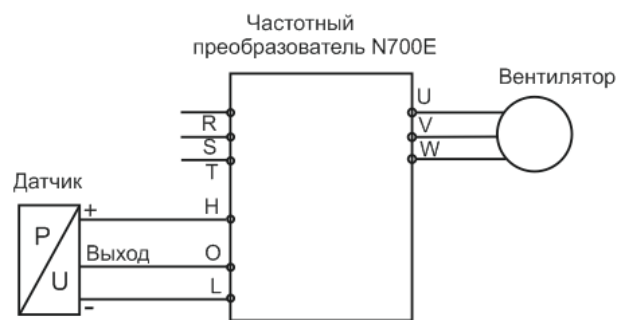 Частотный
преобразователь N700E
Вентилятор
U
R
V
S
W
T
Датчик
+
H
P
Выход
O
U
L
-